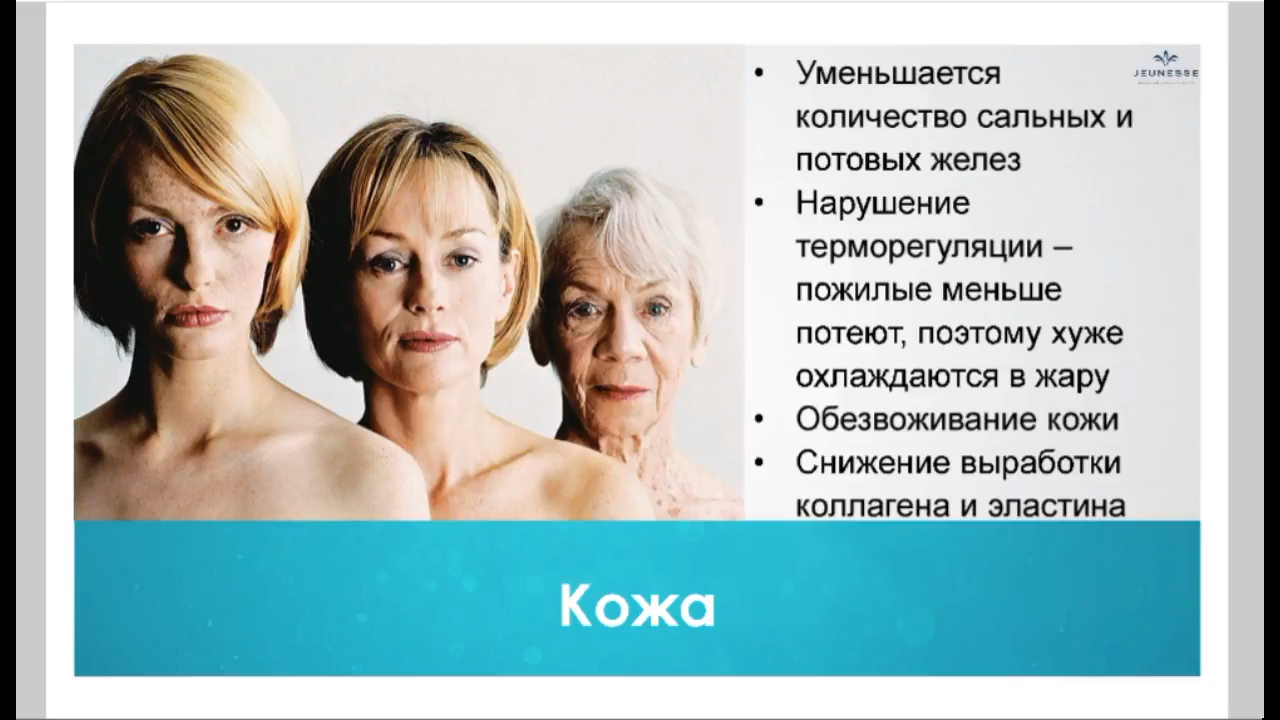 • Уменьшается
количество сальных и
потовых желез
• Нарушение
терморегуляции –
пожилые меньше
потеют, поэтому хуже
охлаждаются в жару
• Обезвоживание кожи
• Снижение выработки
коллагена и эластина
JEUNESSE
Кожа